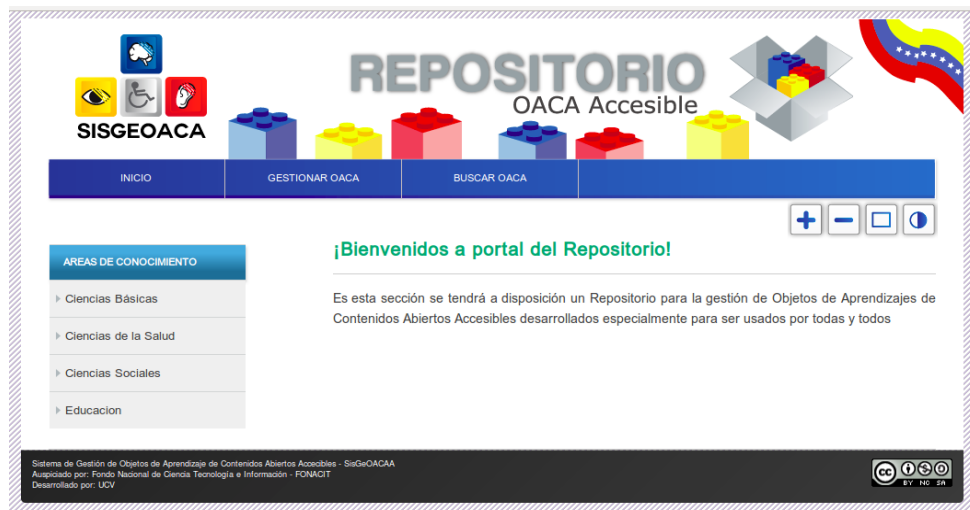 SISGEOACA
REPOSITORIO
OACA Accesible
INICIO
GESTIONAR OACA
BUSCAR OACA
AREAS DE CONOCIMIENTO
Ciencias Básicas
Ciencias de la Salud
Ciencias Sociales
Educacion
¡Bienvenidos a portal del Repositorio!
Es esta sección se tendrá a disposición un Repositorio para la gestión de Objetos de Aprendizajes de
Contenidos Abiertos Accesibles desarrollados especialmente para ser usados por todas y todos
Sistema de Gestión de Objetos de Aprendizaje de Contenidos Abiertos Accecibles - SisGeOACAA
Auspiciado por: Fondo Nacional de Ciencia Tecnología e Información - FONACIT
Desarrollado por: UCV
cc
BY NC SA